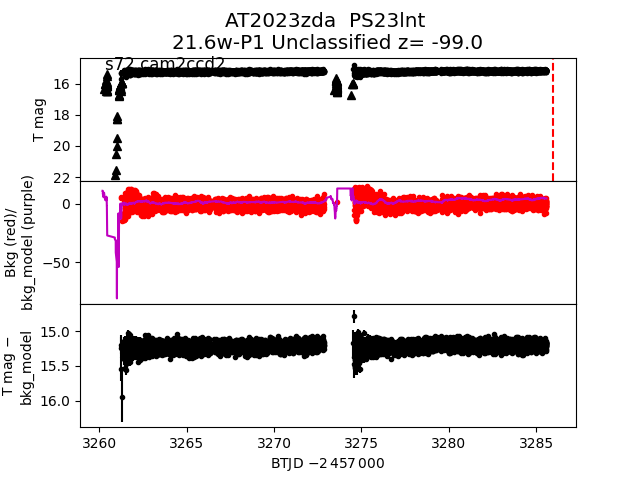 AT2023zda PS23lnt
21.6w-P1 Unclassified z= -99.0
s72 cam2ccd2
T mag
16
18
20
22
Bkg (red)/
bkg_model (purple)
0
−50
T mag −
bkg_model
15.0
15.5
16.0
3260
3265
3270
3275
3280
3285
BTJD −2 457 000